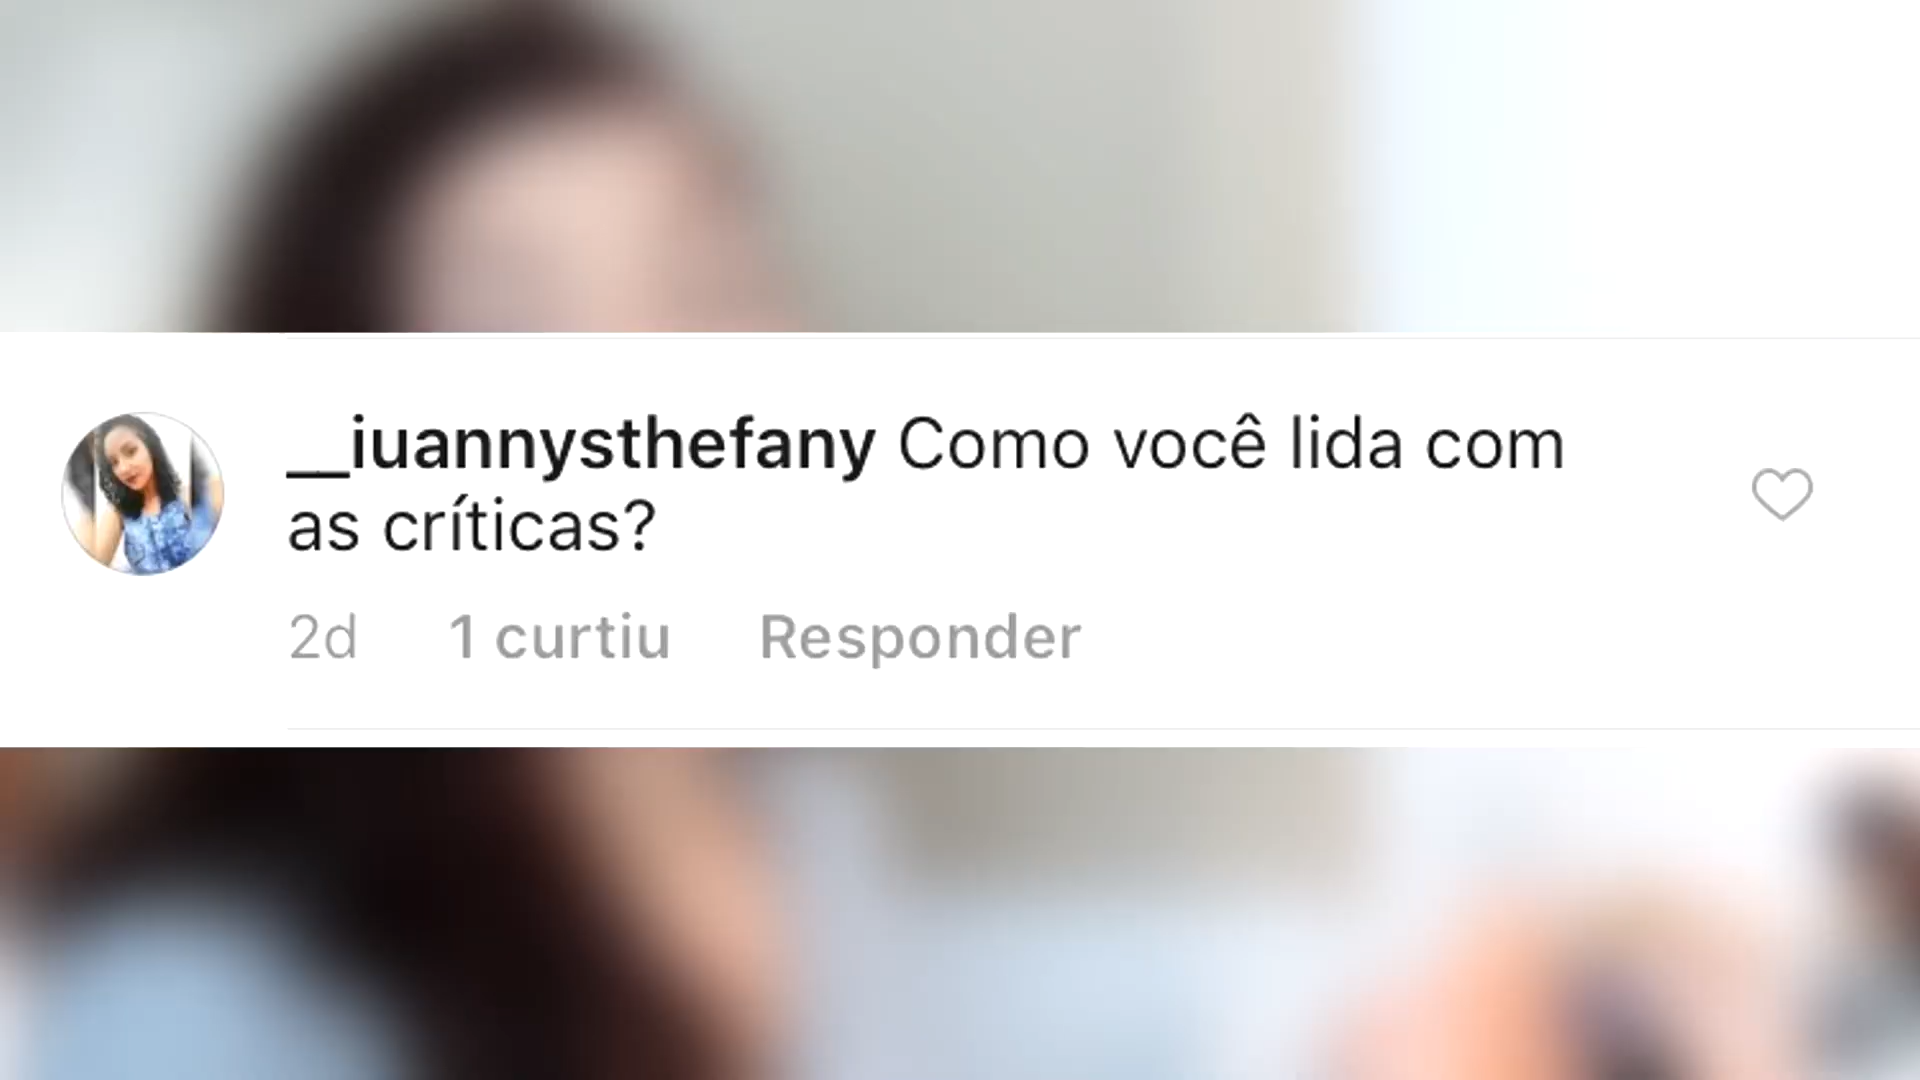 __iuannysthefany Como você lida com
as críticas?
2d 1 curtiu Responder